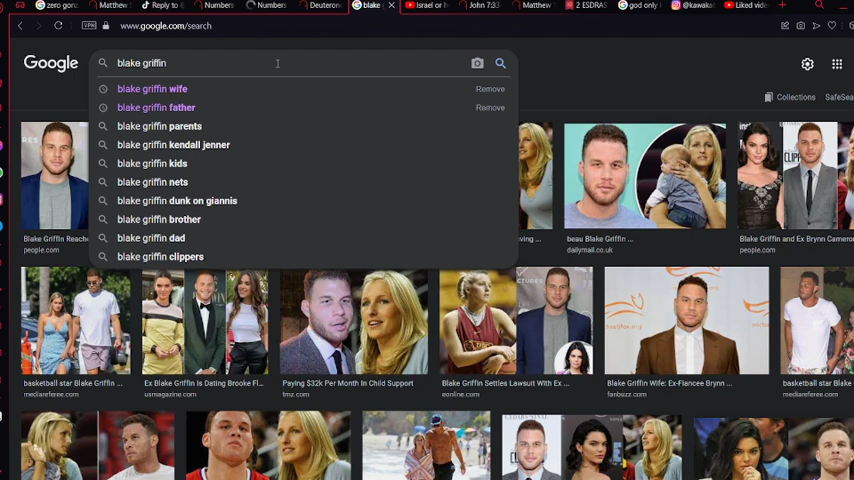 zero gonz
Matthew
Reply to t
Numbers
Numbers
Deuteron
blake g
Israel or h
John 7:3
Matthew
2 ESDRAS
god only i
@kawaka
Liked vide
VPN
www.google.com/search
Google
blake griffin
blake griffin wife Remove
blake griffin father Remove
blake griffin parents
blake griffin kendall jenner
blake griffin kids
blake griffin nets
blake griffin dunk on giannis
blake griffin brother
blake griffin dad
blake griffin clippers
Collections SafeSea
Blake Griffin Reache
people.com
ving ...
beau Blake Griffin ...
dailymail.co.uk
Blake Griffin and Ex Brynn Cameron
people.com
basketball star Blake Griffin ...
mediareferee.com
Ex Blake Griffin Is Dating Brooke Fl...
usmagazine.com
Paying $32k Per Month In Child Support
tmz.com
Blake Griffin Settles Lawsuit With Ex ...
eonline.com
Blake Griffin Wife: Ex-Fiancee Brynn ...
fanbuzz.com
basketball star Blake
mediareferee.com